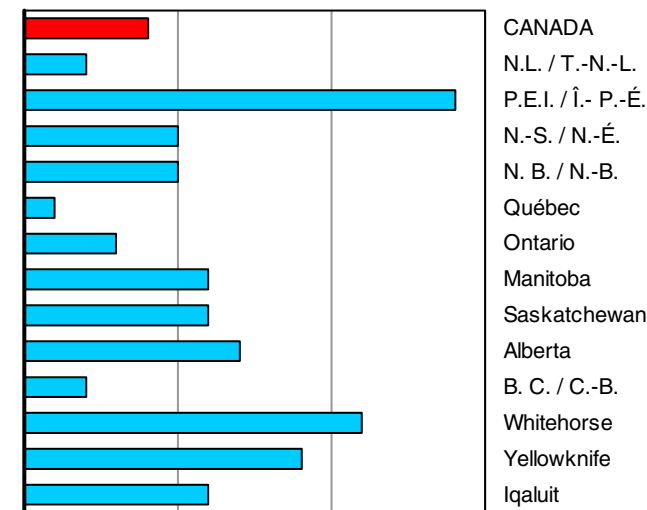 CANADA
N.L. / T.-N.-L.
P.E.I. / Î.- P.-É.
N.-S. / N.-É.
N. B. / N.-B.
Québec
Ontario
Manitoba
Saskatchewan
Alberta
B. C. / C.-B.
Whitehorse
Yellowknife
Iqaluit